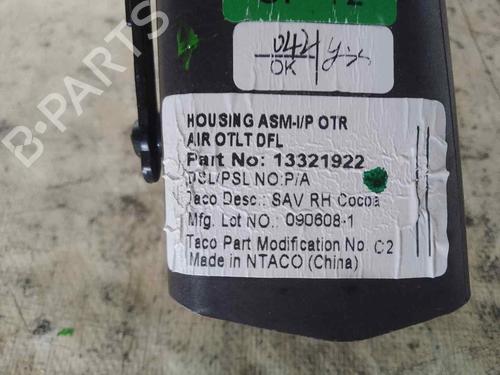 OK
HOUSING ASM-I/P OTR
AIR OTLT DFL
Part No: 13321922
DSL/PSL NO:P/A
Taco Desc.: SAV RH Cocoa
Mfg. Lot NO.: 090608-1
Taco Part Modification No. C2
Made in NTACO (China)
B-PARTS